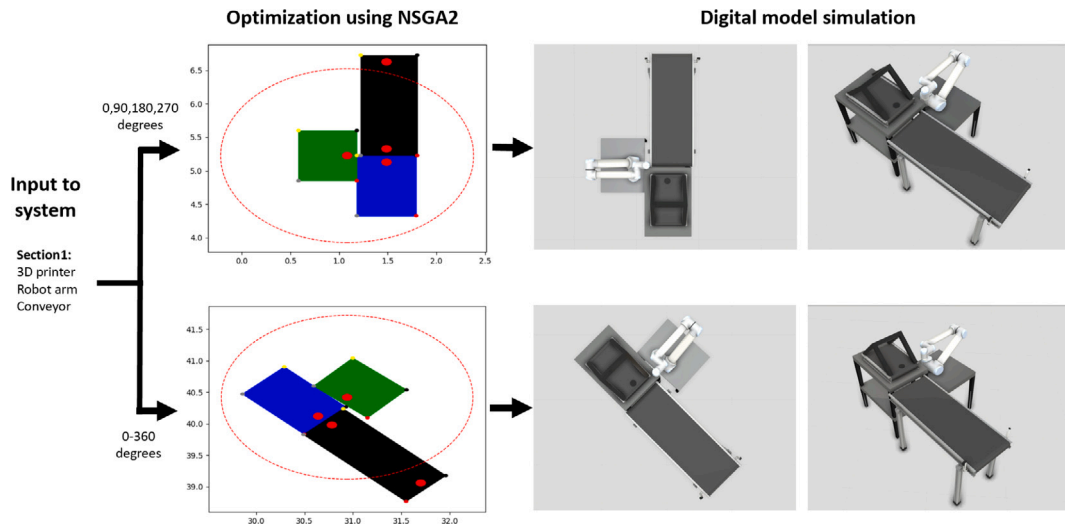 Optimization using NSGA2
Digital model simulation
0,90,180,270
degrees
Input to
system
Section1:
3D printer
Robot arm
Conveyor
0-360
degrees
6.5
6.0
5.5
5.0
4.5
4.0
0.0 0.5 1.0 1.5 2.0 2.5
41.5
41.0
40.5
40.0
39.5
39.0
30.0 30.5 31.0 31.5 32.0